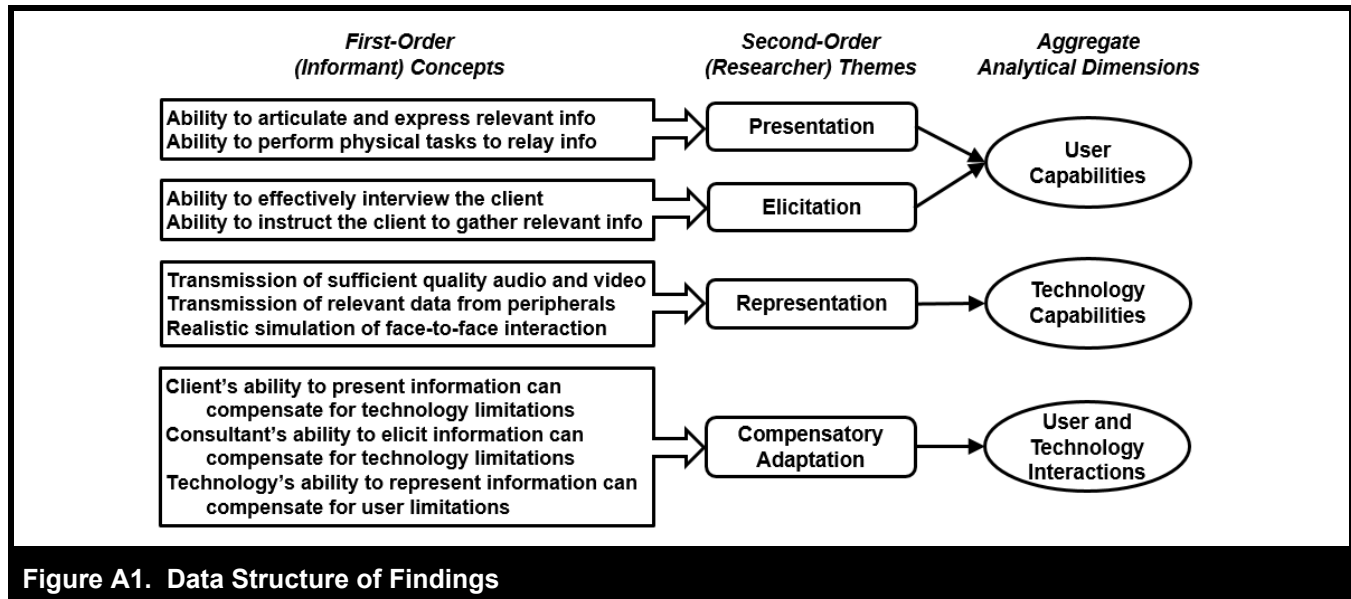 First-Order
(Informant) Concepts
Second-Order
(Researcher) Themes
Aggregate
Analytical Dimensions
Ability to articulate and express relevant info
Ability to perform physical tasks to relay info
Presentation
User
Capabilities
Ability to effectively interview the client
Ability to instruct the client to gather relevant info
Elicitation
Transmission of sufficient quality audio and video
Transmission of relevant data from peripherals
Realistic simulation of face-to-face interaction
Representation
Technology
Capabilities
Client's ability to present information can
compensate for technology limitations
Consultant's ability to elicit information can
compensate for technology limitations
Technology's ability to represent information can
compensate for user limitations
Compensatory
Adaptation
User and
Technology
Interactions
Figure A1. Data Structure of Findings